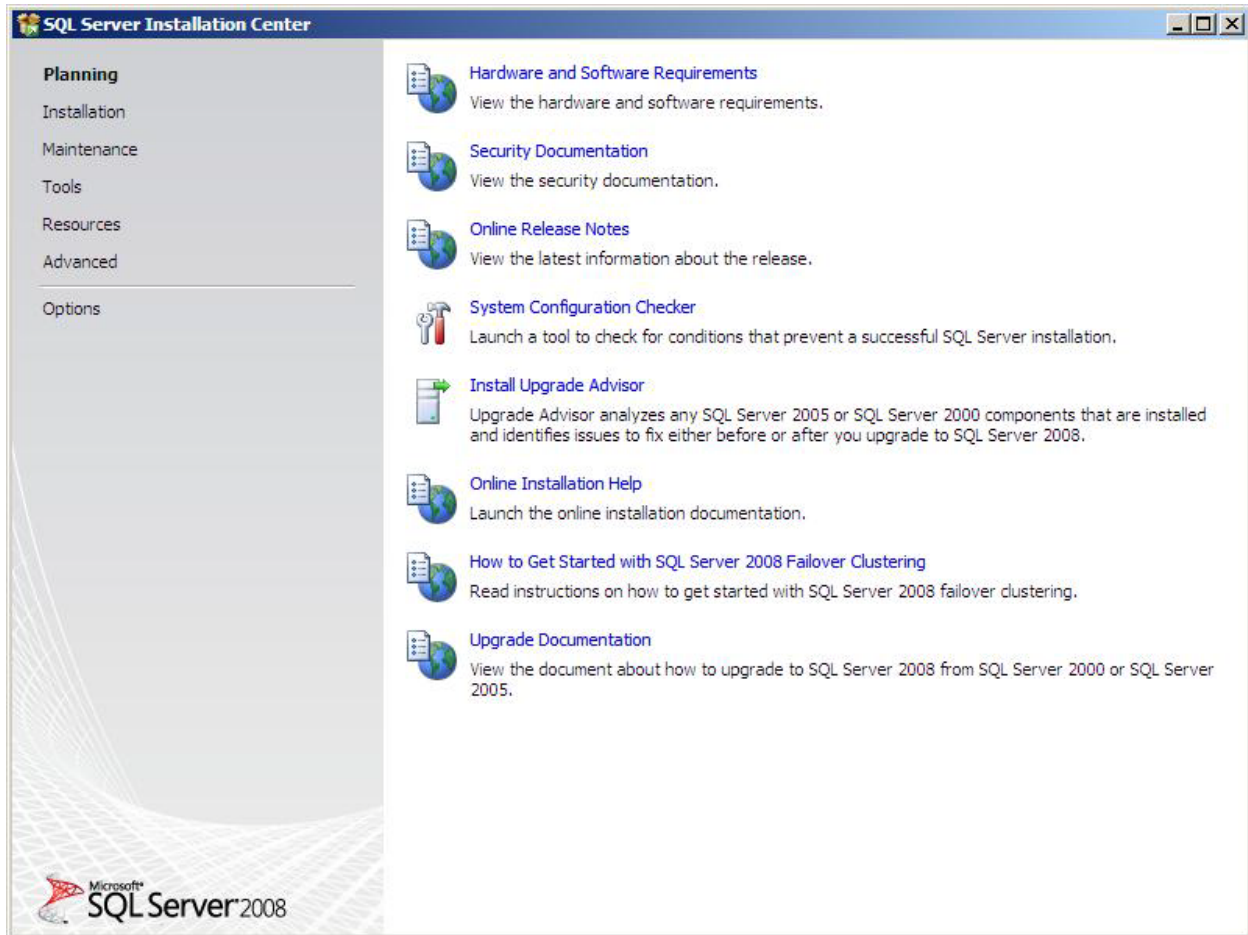 SQL Server Installation Center
Planning
Installation
Maintenance
Tools
Resources
Advanced
Options
Hardware and Software Requirements
View the hardware and software requirements.
Security Documentation
View the security documentation.
Online Release Notes
View the latest information about the release.
System Configuration Checker
Launch a tool to check for conditions that prevent a successful SQL Server installation.
Install Upgrade Advisor
Upgrade Advisor analyzes any SQL Server 2005 or SQL Server 2000 components that are installed
and identifies issues to fix either before or after you upgrade to SQL Server 2008.
Online Installation Help
Launch the online installation documentation.
How to Get Started with SQL Server 2008 Failover Clustering
Read instructions on how to get started with SQL Server 2008 failover clustering.
Upgrade Documentation
View the document about how to upgrade to SQL Server 2008 from SQL Server 2000 or SQL Server
2005.
Microsoft®
SQL Server® 2008